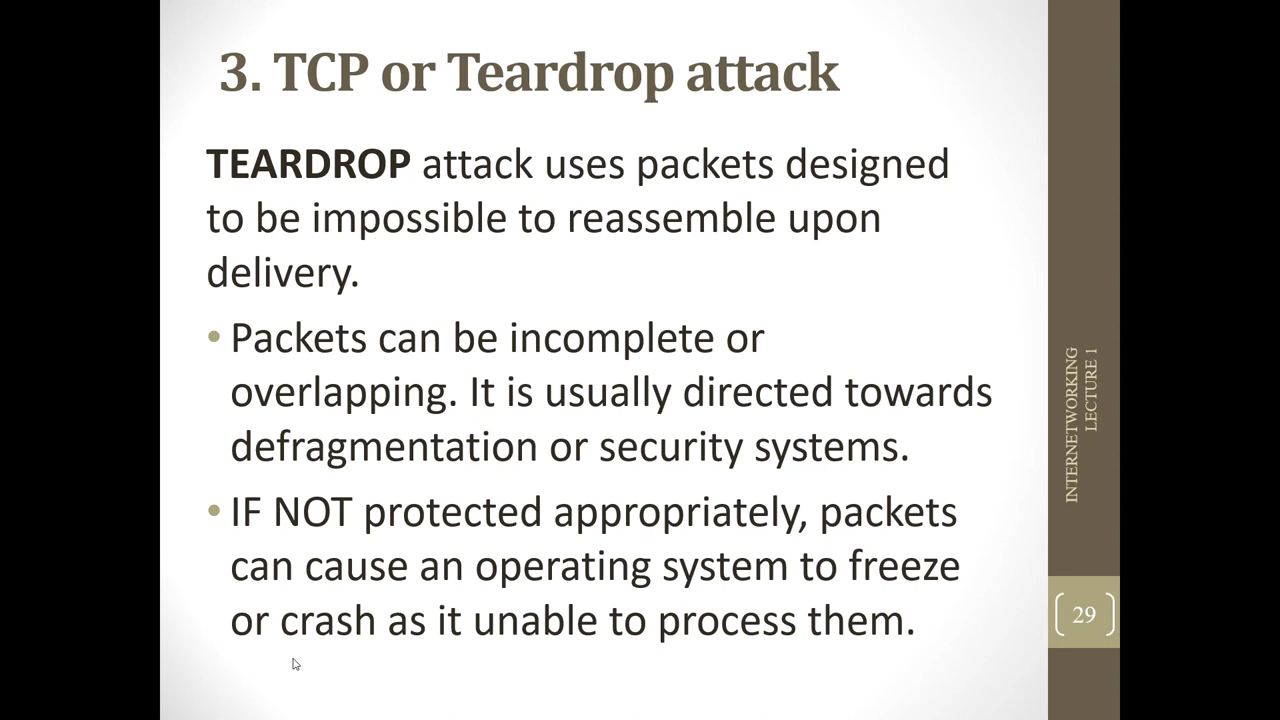 3. TCP or Teardrop attack
TEARDROP attack uses packets designed
to be impossible to reassemble upon
delivery.
• Packets can be incomplete or
overlapping. It is usually directed towards
defragmentation or security systems.
• IF NOT protected appropriately, packets
can cause an operating system to freeze
or crash as it unable to process them.
INTERNETWORKING
LECTURE 1
29